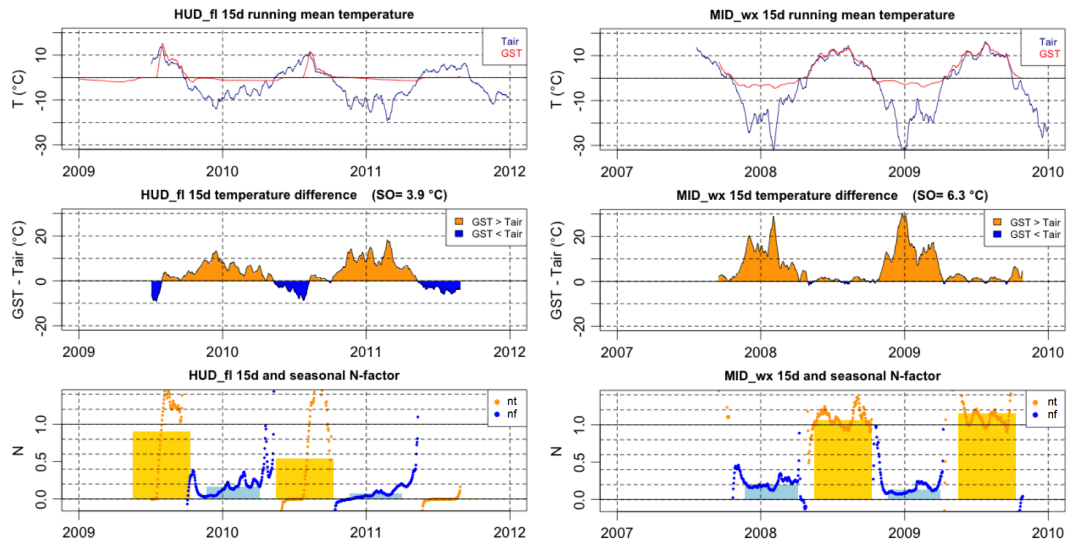 HUD_fl 15d running mean temperature
T (°C)
10
-10
-30
Tair
GST
2009 2010 2011 2012
MID_wx 15d running mean temperature
T (°C)
10
-10
-30
Tair
GST
2007 2008 2009 2010
HUD_fl 15d temperature difference (SO= 3.9 °C)
GST - Tair (°C)
20
0
-20
GST > Tair
GST < Tair
2009 2010 2011 2012
MID_wx 15d temperature difference (SO= 6.3 °C)
GST - Tair (°C)
20
0
-20
GST > Tair
GST < Tair
2007 2008 2009 2010
HUD_fl 15d and seasonal N-factor
N
1.0
0.5
0.0
nt
nf
2009 2010 2011 2012
MID_wx 15d and seasonal N-factor
N
1.0
0.5
0.0
nt
nf
2007 2008 2009 2010